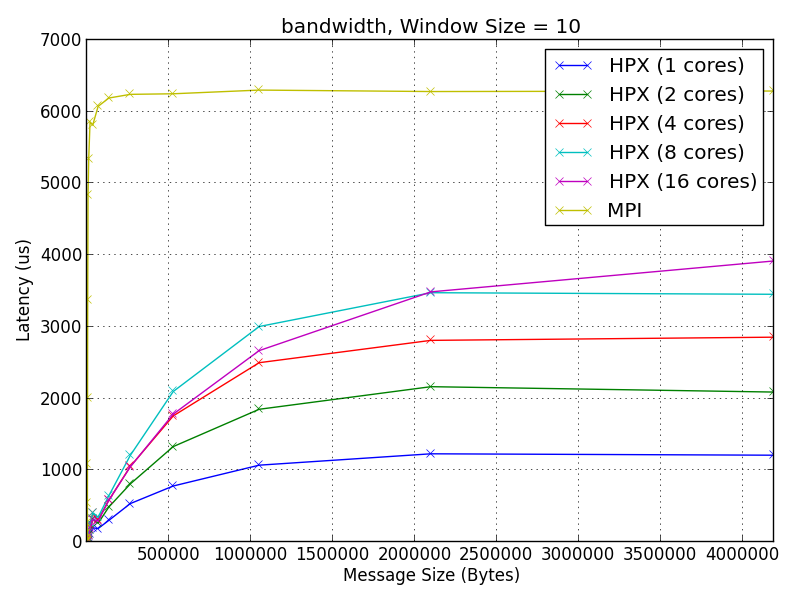 bandwidth, Window Size = 10
7000
6000
5000
4000
3000
2000
1000
0
Latency (us)
HPX (1 cores)
HPX (2 cores)
HPX (4 cores)
HPX (8 cores)
HPX (16 cores)
MPI
500000 1000000 1500000 2000000 2500000 3000000 3500000 4000000
Message Size (Bytes)